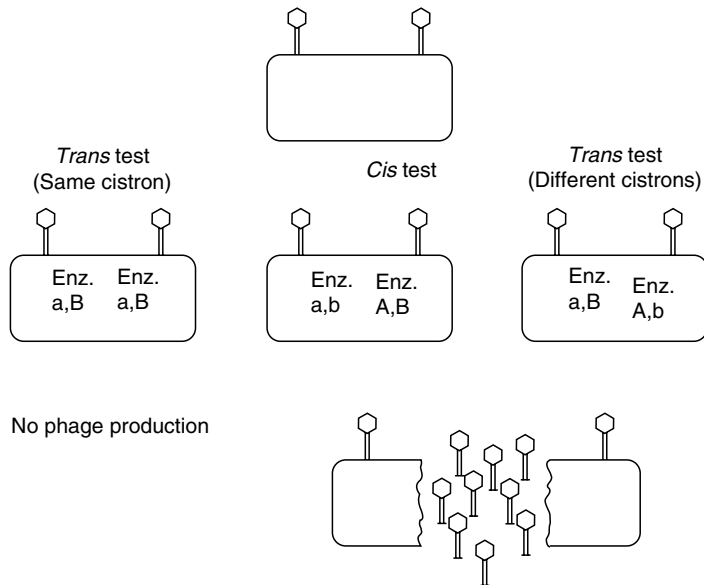 Trans test
(Same cistron)
Cis test
Trans test
(Different cistrons)
Enz. Enz.
a,B a,B
Enz. Enz.
a,b A,B
Enz. Enz.
a,B A,b
No phage production